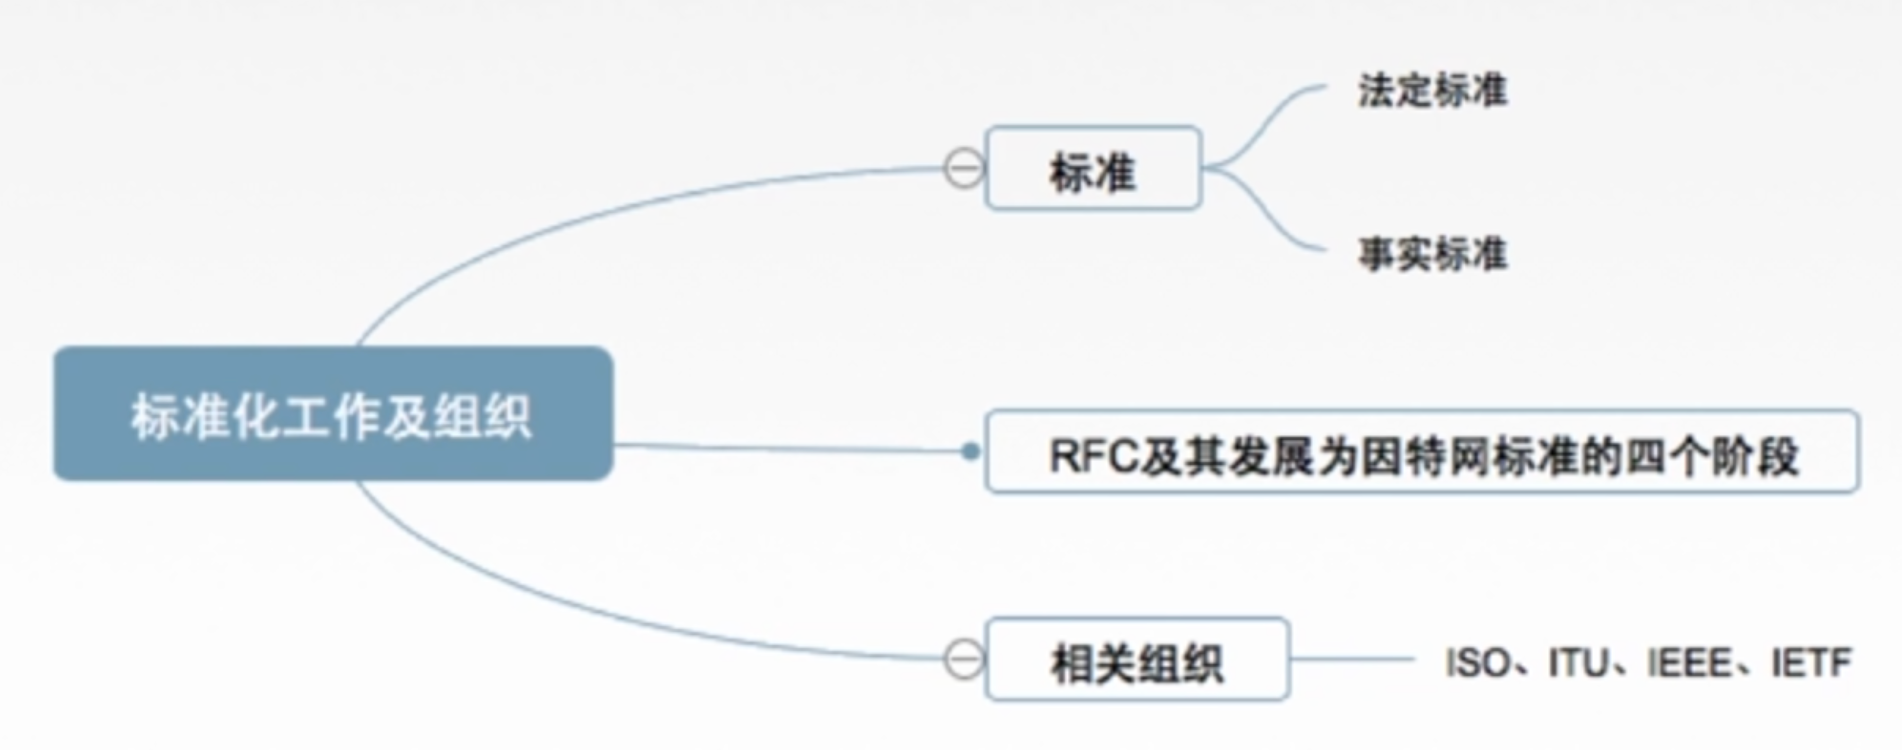 法定标准
标准
事实标准
标准化工作及组织
RFC及其发展为因特网标准的四个阶段
相关组织
ISO、ITU、IEEE、IETF